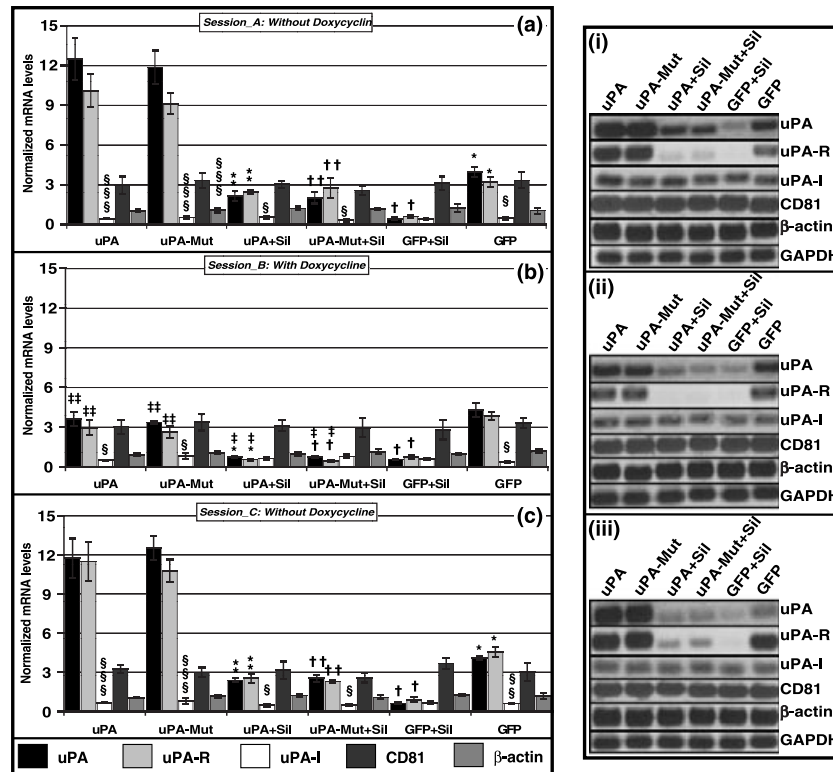 Session_A: Without Doxycyclin
(a)
Normalized mRNA levels
15
12
9
6
3
0
§§§
§§§
§§§
**
**
§
††
††
§
†
†
*
*
§
uPA uPA-Mut uPA+Sil uPA-Mut+Sil GFP+Sil GFP
Session_B: With Doxycycline
(b)
Normalized mRNA levels
15
12
9
6
3
0
‡‡
‡‡
§
‡‡
‡‡
§
‡*
‡*
‡†
‡†
†
†
§
uPA uPA-Mut uPA+Sil uPA-Mut+Sil GFP+Sil GFP
Session_C: Without Doxycycline
(c)
Normalized mRNA levels
15
12
9
6
3
0
§§§
§§§
**
**
§
††
††
§
†
†
*
*
§§
uPA uPA-Mut uPA+Sil uPA-Mut+Sil GFP+Sil GFP
uPA uPA-R uPA-I CD81 β-actin
(i)
uPA uPA-Mut uPA+Sil uPA-Mut+Sil GFP+Sil GFP
uPA
uPA-R
uPA-I
CD81
β-actin
GAPDH
(ii)
uPA uPA-Mut uPA+Sil uPA-Mut+Sil GFP+Sil GFP
uPA
uPA-R
uPA-I
CD81
β-actin
GAPDH
(iii)
uPA uPA-Mut uPA+Sil uPA-Mut+Sil GFP+Sil GFP
uPA
uPA-R
uPA-I
CD81
β-actin
GAPDH